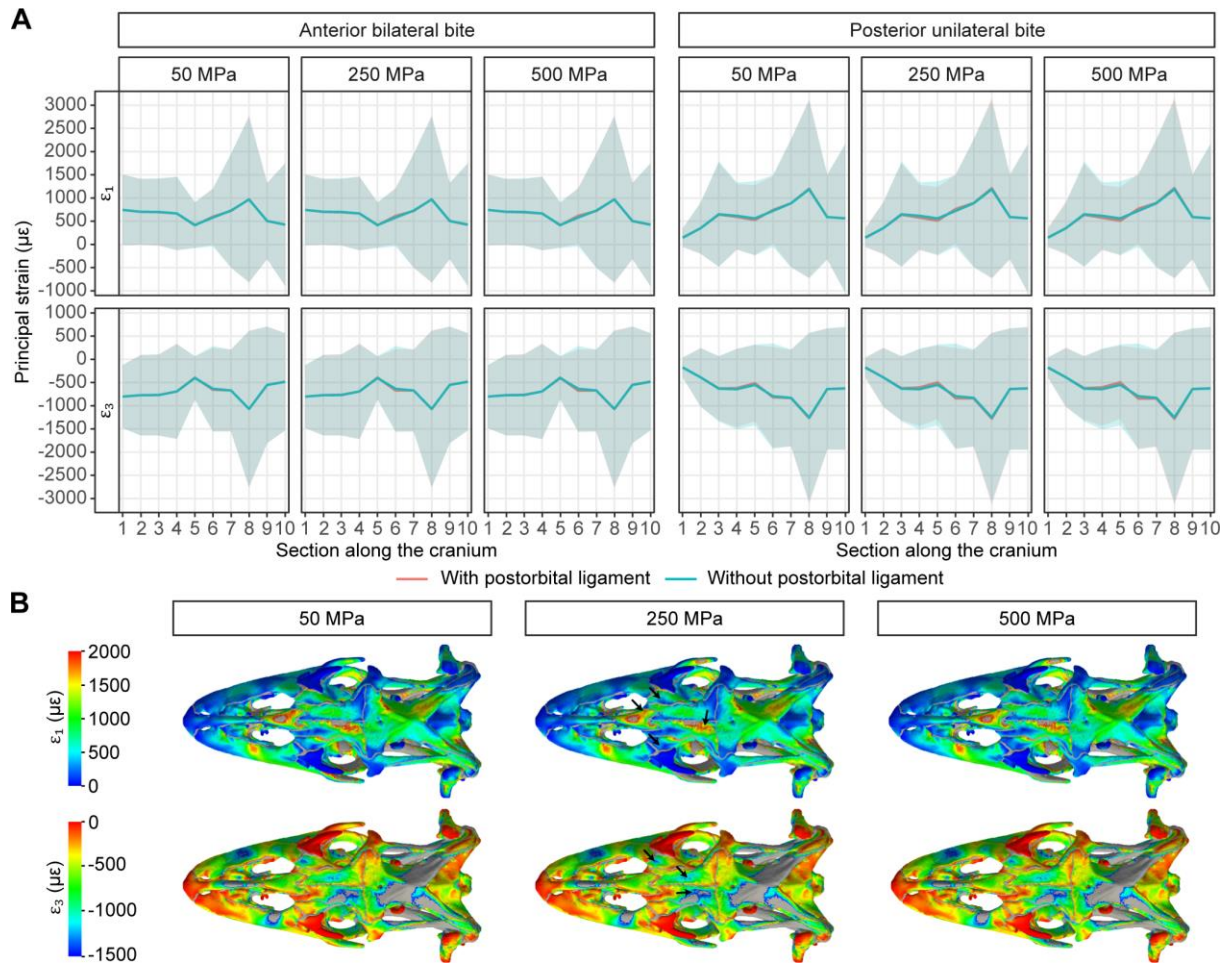 A
Anterior bilateral bite
Posterior unilateral bite
50 MPa
250 MPa
500 MPa
50 MPa
250 MPa
500 MPa
Principal strain (µε)
ε1
3000
2500
2000
1500
1000
500
0
-500
-1000
ε3
1000
500
0
-500
-1000
-1500
-2000
-2500
-3000
1 2 3 4 5 6 7 8 9 10
1 2 3 4 5 6 7 8 9 10
1 2 3 4 5 6 7 8 9 10
1 2 3 4 5 6 7 8 9 10
1 2 3 4 5 6 7 8 9 10
1 2 3 4 5 6 7 8 9 10
Section along the cranium
Section along the cranium
With postorbital ligament
Without postorbital ligament
B
50 MPa
250 MPa
500 MPa
ε1 (µε)
2000
1500
1000
500
0
ε3 (µε)
0
-500
-1000
-1500